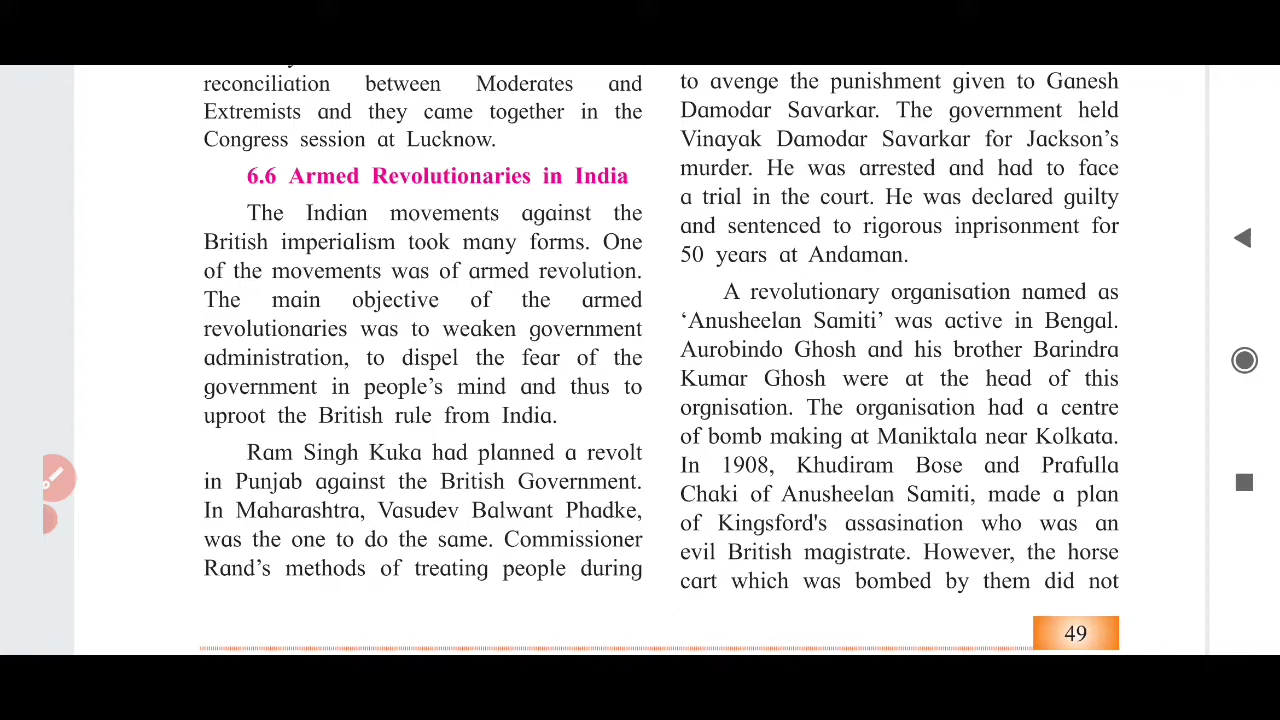 reconciliation between Moderates and
Extremists and they came together in the
Congress session at Lucknow.
6.6 Armed Revolutionaries in India
The Indian movements against the
British imperialism took many forms. One
of the movements was of armed revolution.
The main objective of the armed
revolutionaries was to weaken government
administration, to dispel the fear of the
government in people’s mind and thus to
uproot the British rule from India.
Ram Singh Kuka had planned a revolt
in Punjab against the British Government.
In Maharashtra, Vasudev Balwant Phadke,
was the one to do the same. Commissioner
Rand’s methods of treating people during
to avenge the punishment given to Ganesh
Damodar Savarkar. The government held
Vinayak Damodar Savarkar for Jackson’s
murder. He was arrested and had to face
a trial in the court. He was declared guilty
and sentenced to rigorous inprisonment for
50 years at Andaman.
A revolutionary organisation named as
‘Anusheelan Samiti’ was active in Bengal.
Aurobindo Ghosh and his brother Barindra
Kumar Ghosh were at the head of this
orgnisation. The organisation had a centre
of bomb making at Maniktala near Kolkata.
In 1908, Khudiram Bose and Prafulla
Chaki of Anusheelan Samiti, made a plan
of Kingsford's assasination who was an
evil British magistrate. However, the horse
cart which was bombed by them did not
49